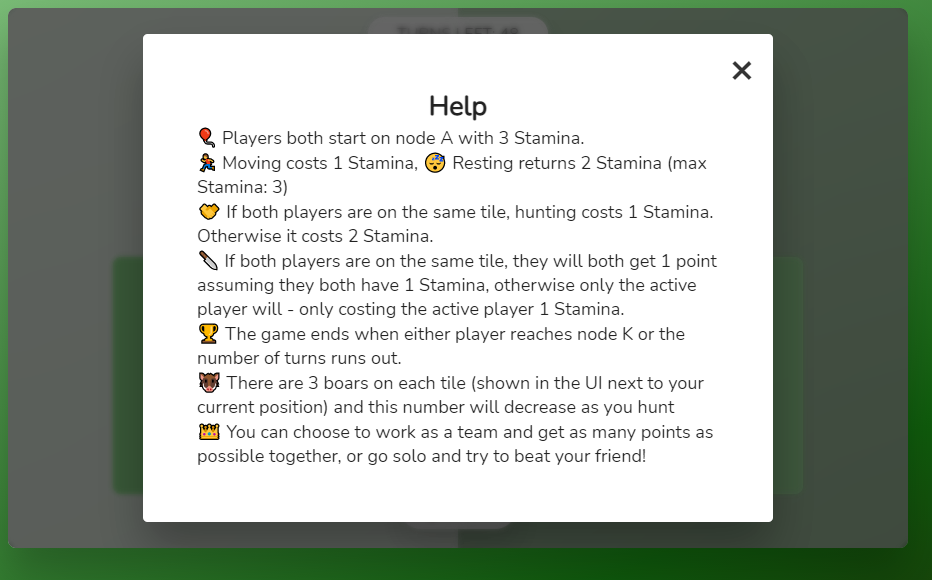 Help
🎈 Players both start on node A with 3 Stamina.
🏃 Moving costs 1 Stamina, 😴 Resting returns 2 Stamina (max
Stamina: 3)
🤝 If both players are on the same tile, hunting costs 1 Stamina.
Otherwise it costs 2 Stamina.
🔪 If both players are on the same tile, they will both get 1 point
assuming they both have 1 Stamina, otherwise only the active
player will - only costing the active player 1 Stamina.
🏆 The game ends when either player reaches node K or the
number of turns runs out.
🐗 There are 3 boars on each tile (shown in the UI next to your
current position) and this number will decrease as you hunt
👑 You can choose to work as a team and get as many points as
possible together, or go solo and try to beat your friend!